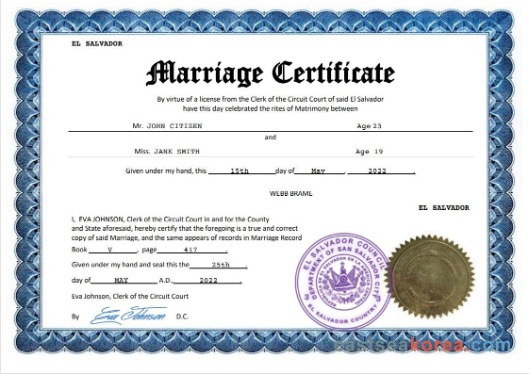 EL SALVADOR
Marriage Certificate
By virtue of a license from the Clerk of the Circuit Court of said El Salvador
have this day celebrated the rites of Matrimony between
Mr. JOHN CITIZEN Age 23
and
Miss. JANE SMITH Age 19
Given under my hand, this 15th day of May, 2022.
WEBB BRAME
EL SALVADOR
I, EVA JOHNSON, Clerk of the Circuit Court in and for the County
and State aforesaid, hereby certify that the foregoing is a true and correct
copy of said Marriage, and the same appears of records in Marriage Record
Book V, page 417.
Given under my hand and seal this the 25th.
day of MAY A.D., 2022.
Eva Johnson, Clerk of the Circuit Court
By Eva Johnson D.C.
EL SALVADOR COUNCIL
DEPARTMENT OF SAN SALVADOR CITY
EL SALVADOR COUNTRY
eastseakorea.com